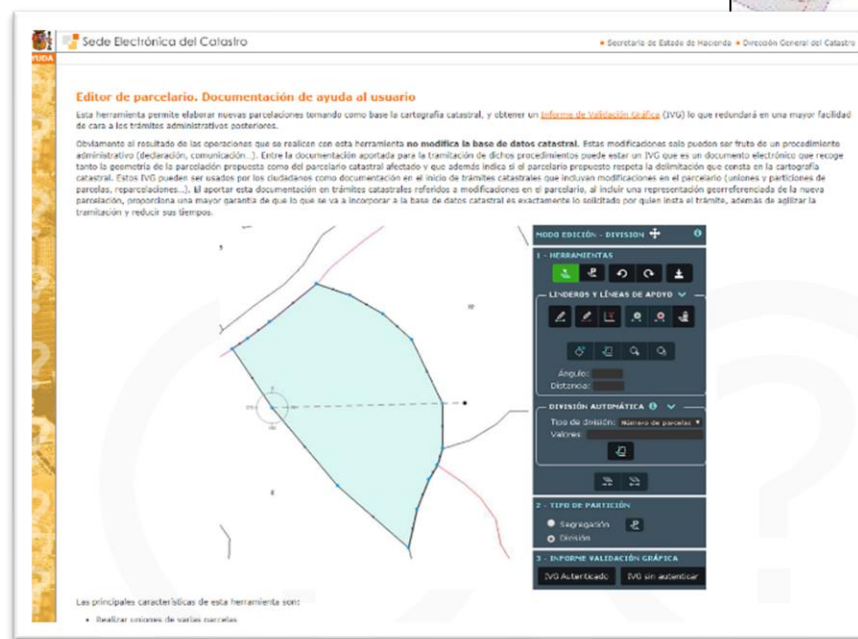 Sede Electrónica del Catastro
Secretaría de Estado de Hacienda Dirección General del Catastro
AYUDA
Editor de parcelario. Documentación de ayuda al usuario
Esta herramienta permite elaborar nuevas parcelaciones tomando como base la cartografía catastral, y obtener un Informe de Validación Gráfica (IVG) lo que redundará en una mayor facilidad
de cara a los trámites administrativos posteriores.
Obviamente el resultado de las operaciones que se realicen con esta herramienta no modifica la base de datos catastral. Estas modificaciones solo pueden ser fruto de un procedimiento
administrativo (declaración, comunicación...). Entre la documentación aportada para la tramitación de dichos procedimientos puede estar un IVG que es un documento electrónico que recoge
tanto la geometría de la parcelación propuesta como del parcelario catastral afectado y que además indica si el parcelario propuesto respeta la delimitación que consta en la cartografía
catastral. Estos IVG pueden ser usados por los ciudadanos como documentación en el inicio de trámites catastrales que incluyan modificaciones en el parcelario (uniones y particiones de
parcelas, reparcelaciones...). El aportar esta documentación en trámites catastrales referidos a modificaciones en el parcelario, al incluir una representación georreferenciada de la nueva
parcelación, proporciona una mayor garantía de que lo que se va a incorporar a la base de datos catastral es exactamente lo solicitado por quien insta el trámite, además de agilizar la
tramitación y reducir sus tiempos.
MODO EDICIÓN - DIVISIÓN
1 - HERRAMIENTAS
LINDEROS Y LÍNEAS DE APOYO
Ángulo:
Distancia:
DIVISIÓN AUTOMÁTICA
Tipo de división: Número de parcelas
Valores:
2 - TIPO DE PARTICIÓN
Segregación
División
3 - INFORME VALIDACIÓN GRÁFICA
IVG Autenticado IVG sin autenticar
Las principales características de esta herramienta son:
• Realizar uniones de varias parcelas